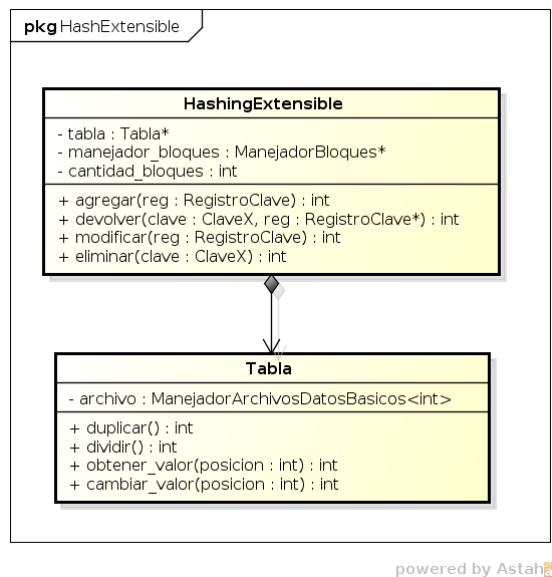 pkg HashExtensible
HashingExtensible
- tabla : Tabla*
- manejador_bloques : ManejadorBloques*
- cantidad_bloques : int
+ agregar(reg : RegistroClave) : int
+ devolver(clave : ClaveX, reg : RegistroClave*) : int
+ modificar(reg : RegistroClave) : int
+ eliminar(clave : ClaveX) : int
Tabla
- archivo : ManejadorArchivosDatosBasicos<int>
+ duplicar() : int
+ dividir() : int
+ obtener_valor(posicion : int) : int
+ cambiar_valor(posicion : int) : int
powered by Astah